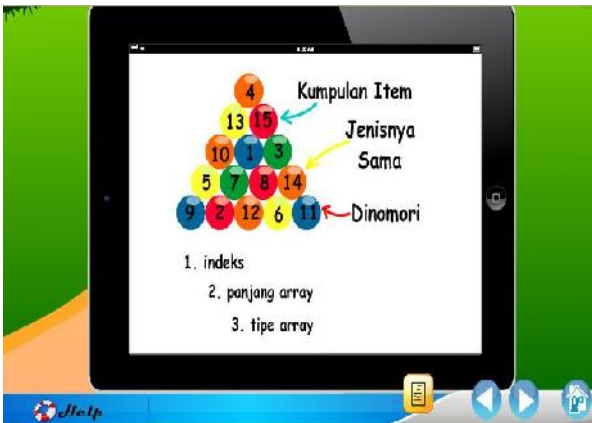 4
Kumpulan Item
13 15
Jenisnya
10 1 3
Sama
5 7 8 14
9 2 12 6 11
Dinomori
1. indeks
2. panjang array
3. tipe array
Help